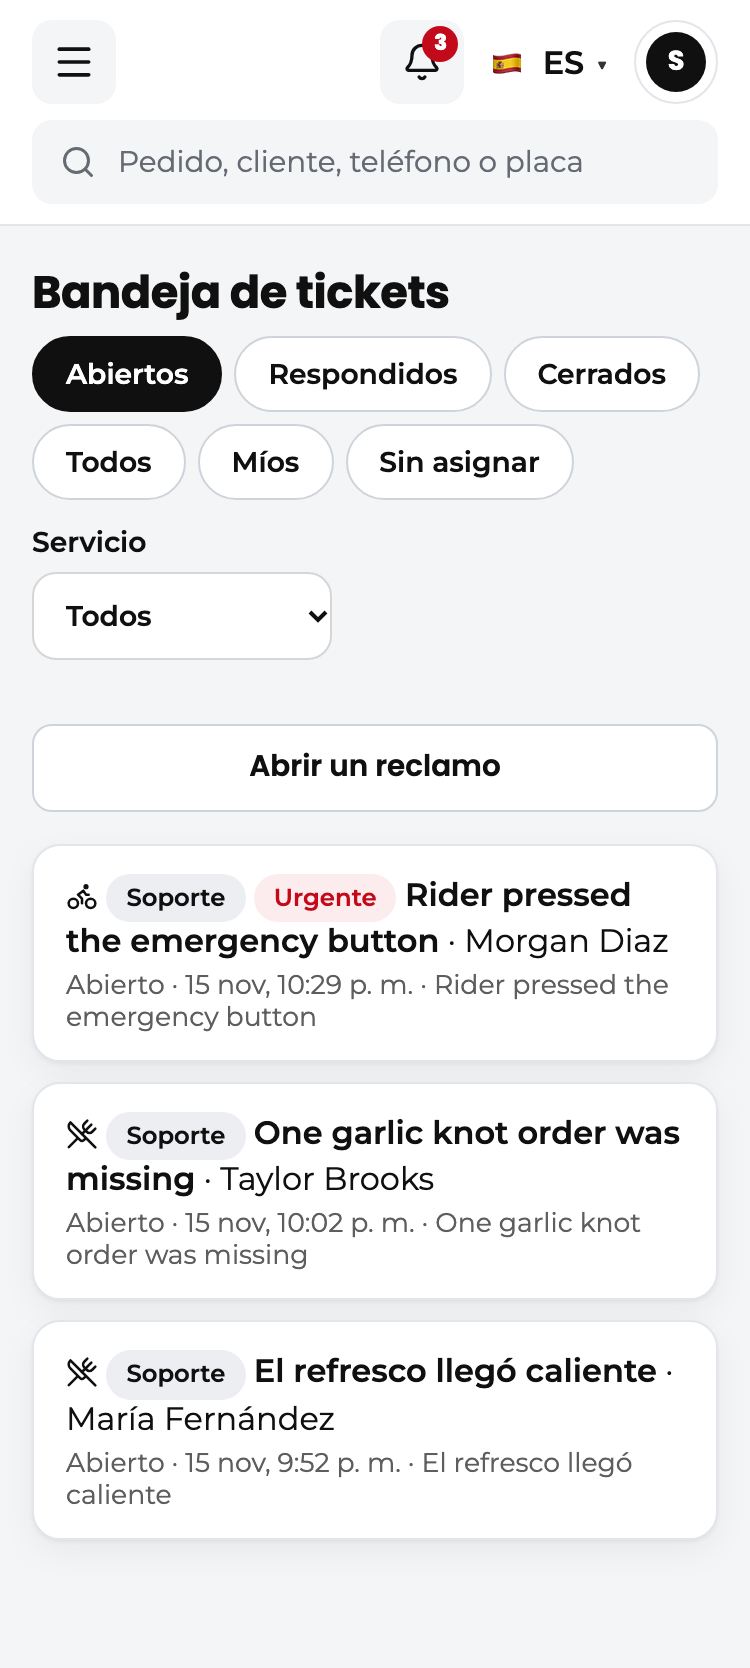 3
ES
S
Pedido, cliente, teléfono o placa
Bandeja de tickets
Abiertos
Respondidos
Cerrados
Todos
Míos
Sin asignar
Servicio
Todos
Abrir un reclamo
Soporte Urgente Rider pressed
the emergency button · Morgan Diaz
Abierto · 15 nov, 10:29 p. m. · Rider pressed the
emergency button
Soporte One garlic knot order was
missing · Taylor Brooks
Abierto · 15 nov, 10:02 p. m. · One garlic knot
order was missing
Soporte El refresco llegó caliente ·
María Fernández
Abierto · 15 nov, 9:52 p. m. · El refresco llegó
caliente